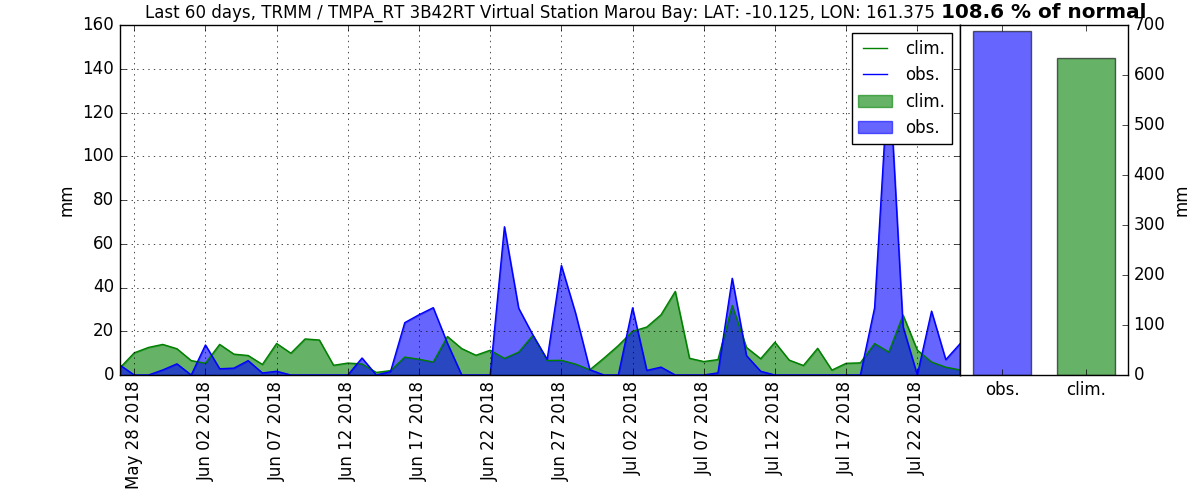 Last 60 days, TRMM / TMPA_RT 3B42RT Virtual Station Marou Bay: LAT: -10.125, LON: 161.375 108.6 % of normal
160
140
120
100
80
60
40
20
0
mm
clim.
obs.
clim.
obs.
700
600
500
400
300
200
100
0
mm
obs. clim.
May 28 2018
Jun 02 2018
Jun 07 2018
Jun 12 2018
Jun 17 2018
Jun 22 2018
Jun 27 2018
Jul 02 2018
Jul 07 2018
Jul 12 2018
Jul 17 2018
Jul 22 2018